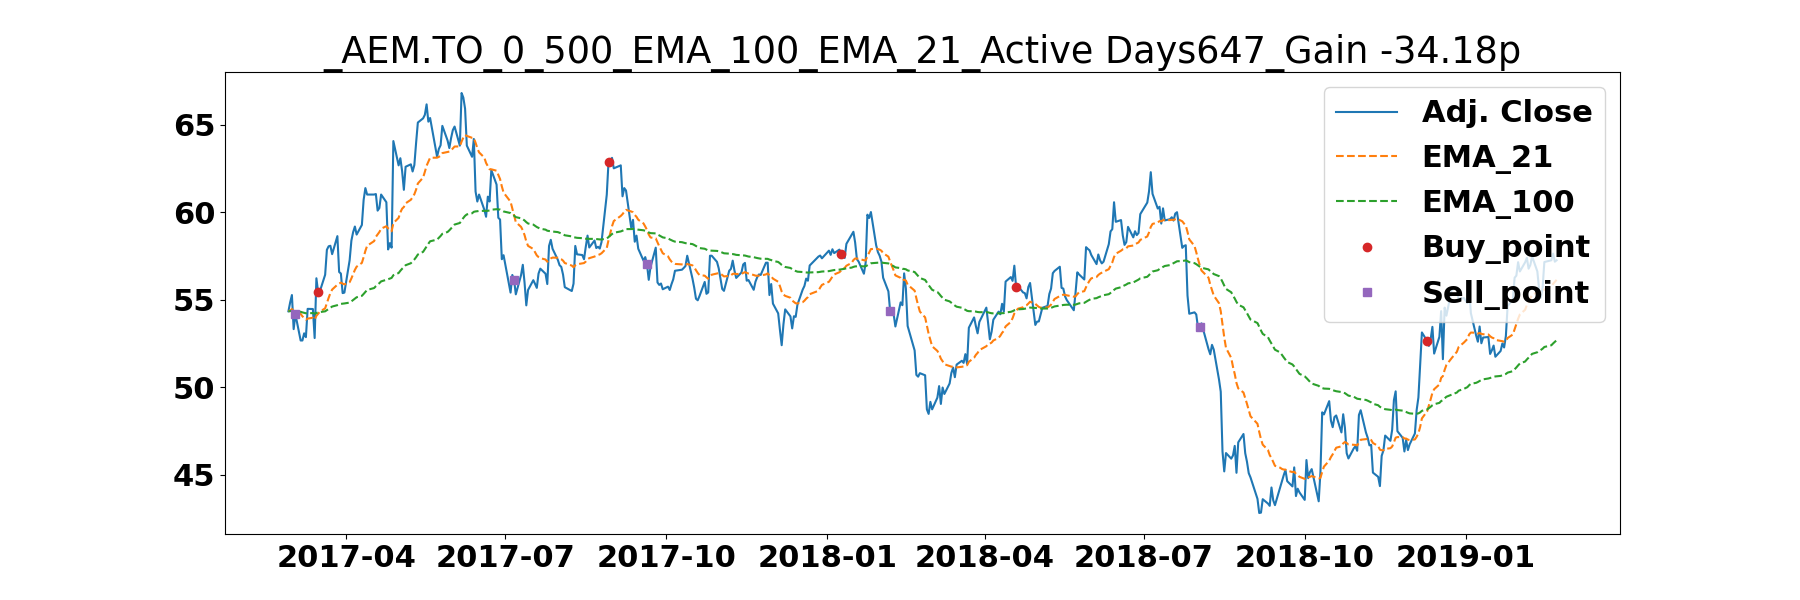 _AEM.TO_0_500_EMA_100_EMA_21_Active Days647_Gain -34.18p
65
60
55
50
45
Adj. Close
EMA_21
EMA_100
Buy_point
Sell_point
2017-04 2017-07 2017-10 2018-01 2018-04 2018-07 2018-10 2019-01